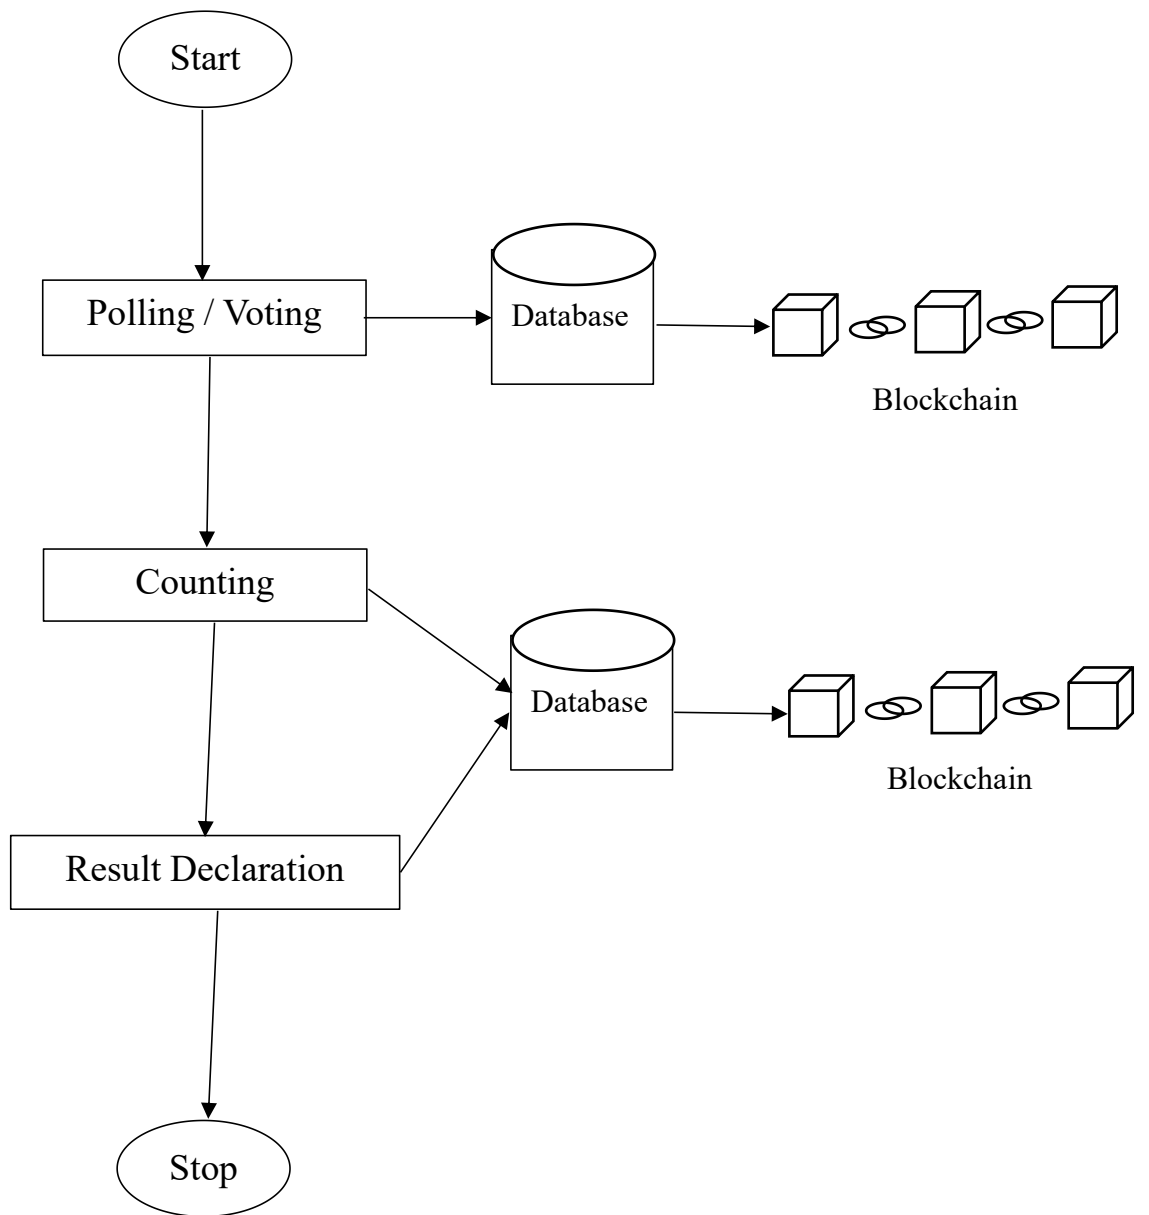 Start
Polling / Voting
Database
Blockchain
Counting
Database
Blockchain
Result Declaration
Stop